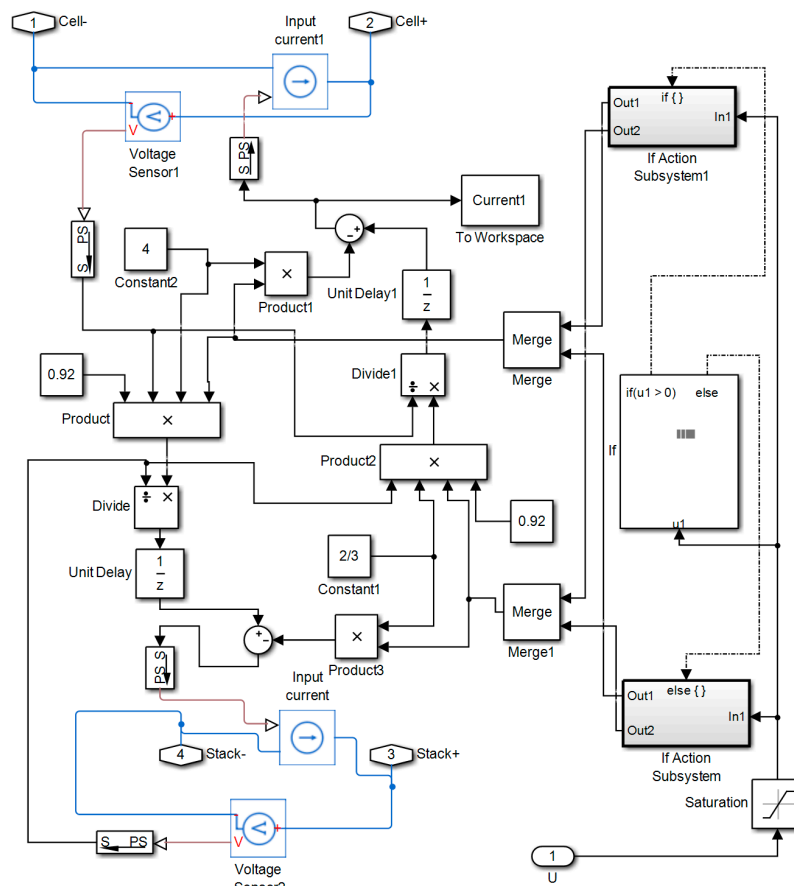 1
Cell-
Input
current1
2
Cell+
V
+
Voltage
Sensor1
S PS
S PS
Current1
To Workspace
- +
4
Constant2
×
Product1
Unit Delay1
1
z
Merge
Merge
Out1
Out2
if { }
In1
If Action
Subsystem1
0.92
Product
×
Divide1
÷ ×
Product2
×
If
if(u1 > 0)
else
u1
Divide
÷ ×
0.92
Unit Delay
1
z
2/3
Constant1
+ -
×
Product3
Merge
Merge1
PS S
Input
current
else { }
Out1
Out2
In1
If Action
Subsystem
4
Stack-
3
Stack+
Saturation
S PS
V
+
Voltage
1
U